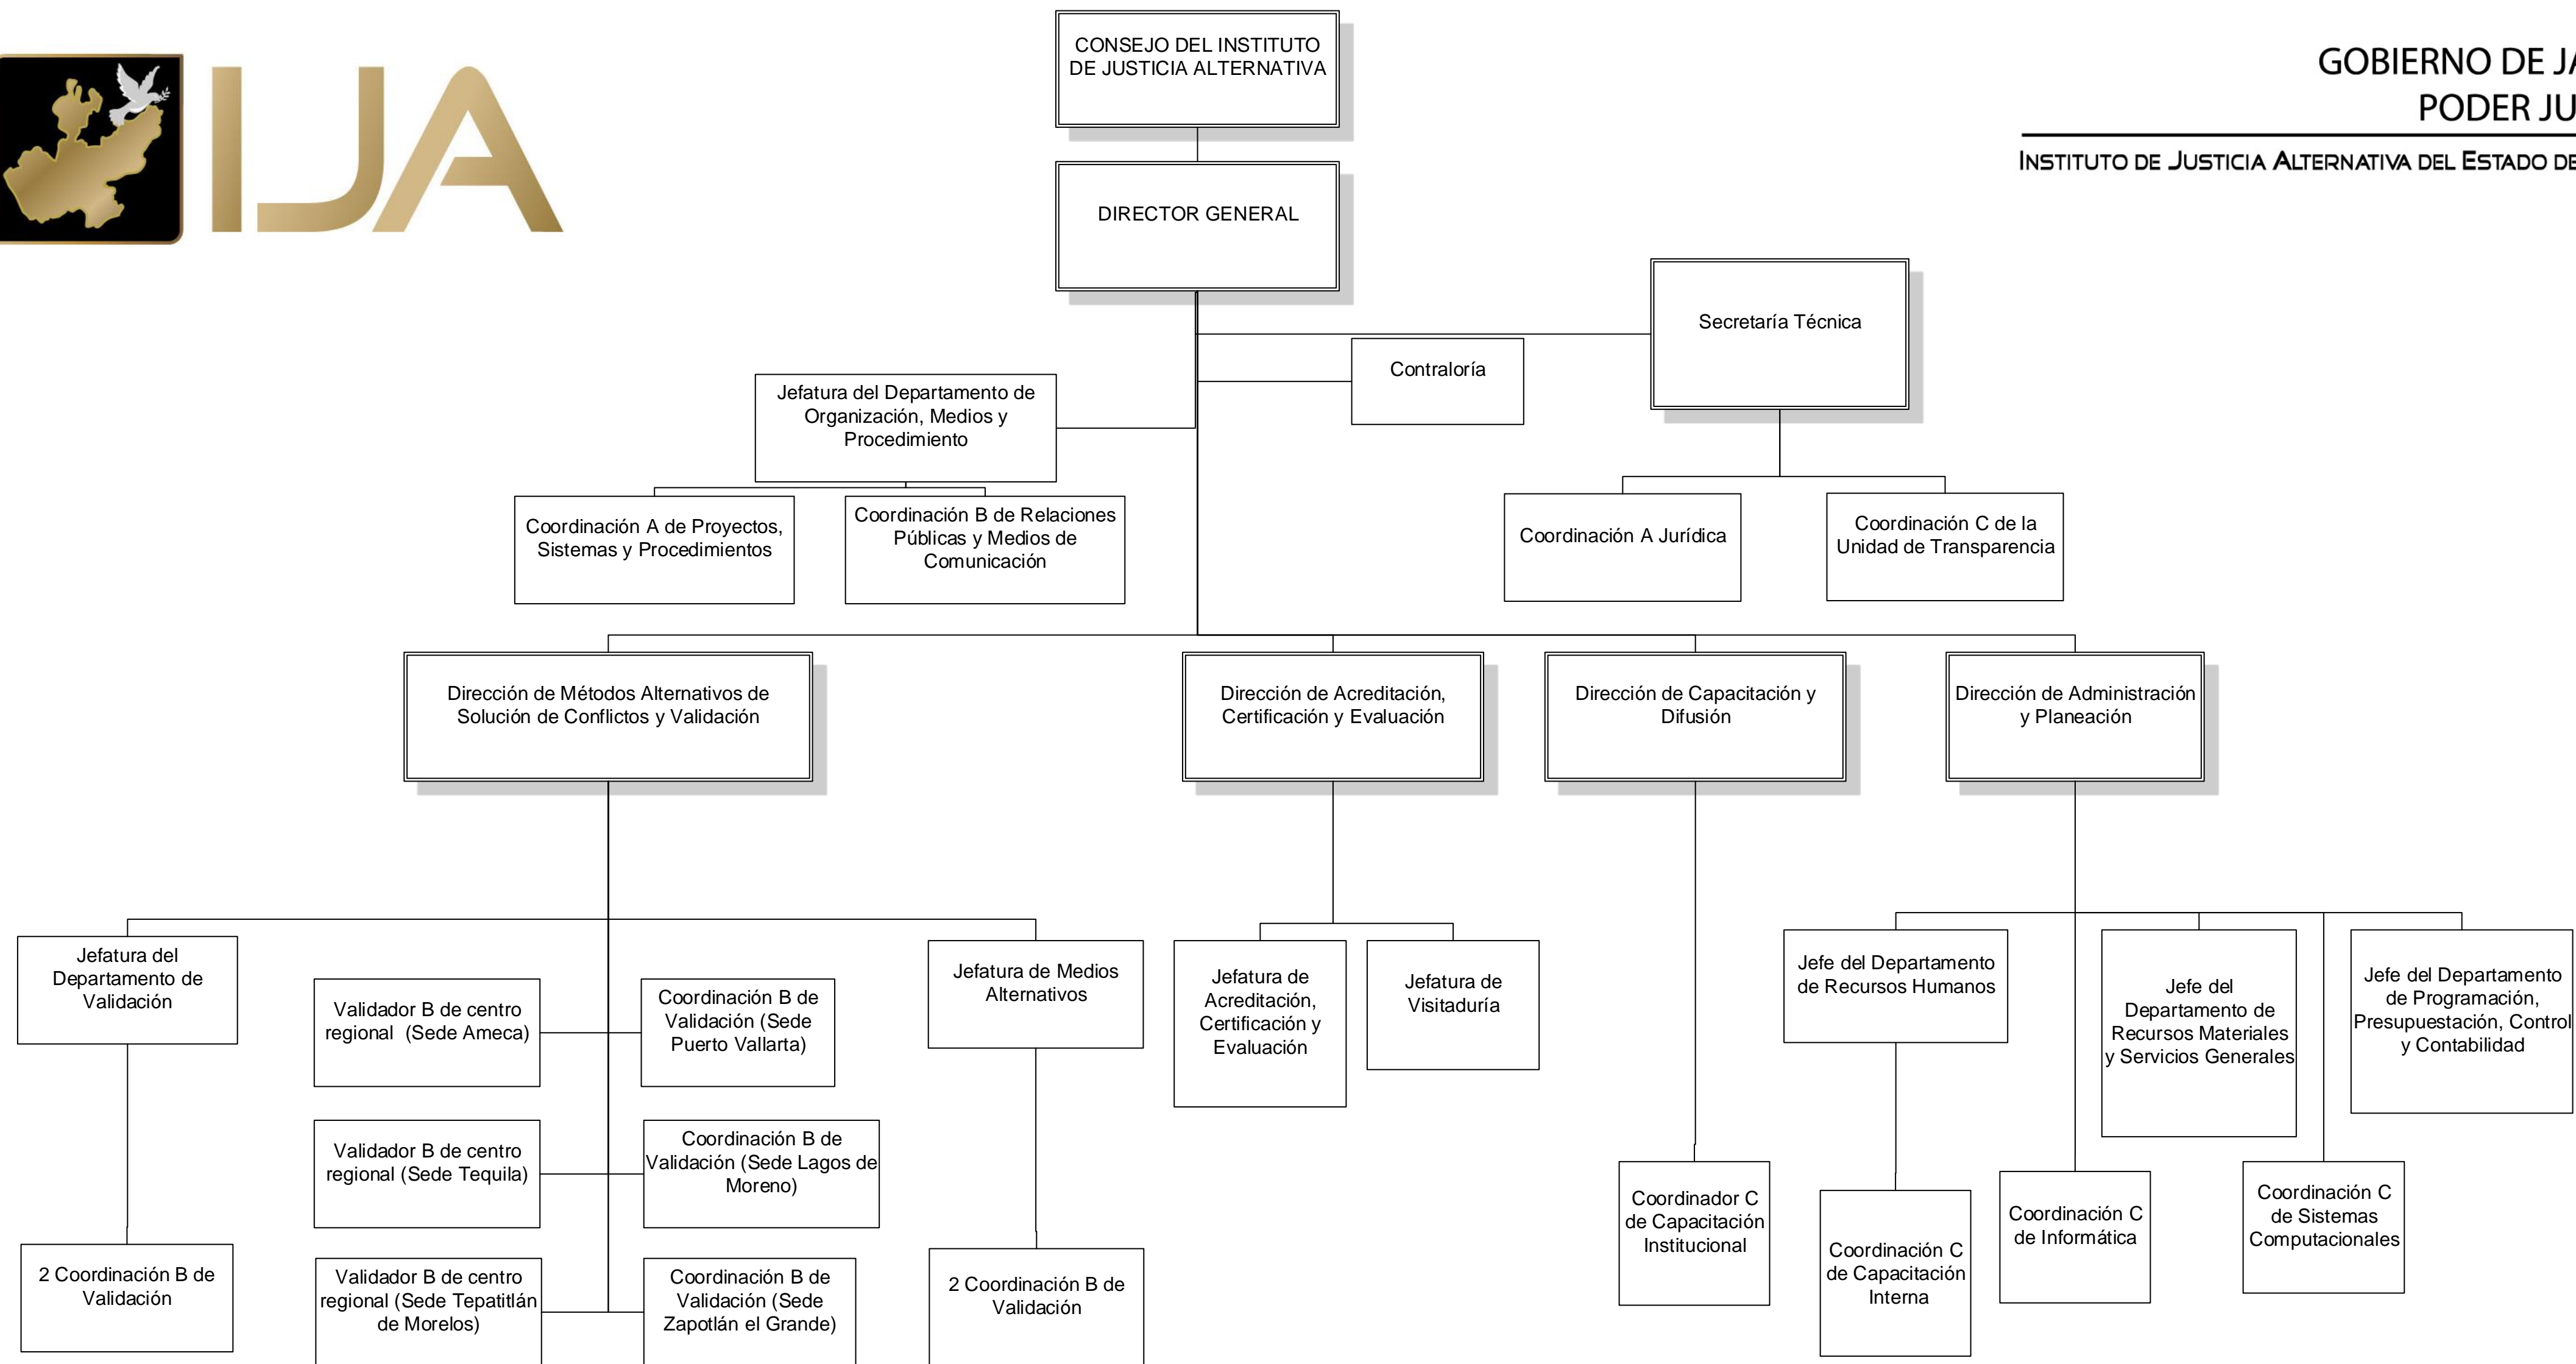 IJA
GOBIERNO DE
PODER
INSTITUTO DE JUSTICIA ALTERNATIVA DEL ESTADO DE
CONSEJO DEL INSTITUTO
DE JUSTICIA ALTERNATIVA
DIRECTOR GENERAL
Secretaría Técnica
Contraloría
Jefatura del Departamento de
Organización, Medios y
Procedimiento
Coordinación A de Proyectos,
Sistemas y Procedimientos
Coordinación B de Relaciones
Públicas y Medios de
Comunicación
Coordinación A Jurídica
Coordinación C de la
Unidad de Transparencia
Dirección de Métodos Alternativos de
Solución de Conflictos y Validación
Dirección de Acreditación,
Certificación y Evaluación
Dirección de Capacitación y
Difusión
Dirección de Administración
y Planeación
Jefatura del
Departamento de
Validación
Validador B de centro
regional (Sede Ameca)
Coordinación B de
Validación (Sede
Puerto Vallarta)
Jefatura de Medios
Alternativos
Jefatura de
Acreditación,
Certificación y
Evaluación
Jefatura de
Visitaduría
Jefe del Departamento
de Recursos Humanos
Jefe del
Departamento de
Recursos Materiales
y Servicios Generales
Jefe del Departamento
de Programación,
Presupuestación, Control
y Contabilidad
Validador B de centro
regional (Sede Tequila)
Coordinación B de
Validación (Sede Lagos de
Moreno)
Coordinador C
de Capacitación
Institucional
Coordinación C
de Capacitación
Interna
Coordinación C
de Informática
Coordinación C
de Sistemas
Computacionales
2 Coordinación B de
Validación
Validador B de centro
regional (Sede Tepatitlán
de Morelos)
Coordinación B de
Validación (Sede
Zapotlán el Grande)
2 Coordinación B de
Validación